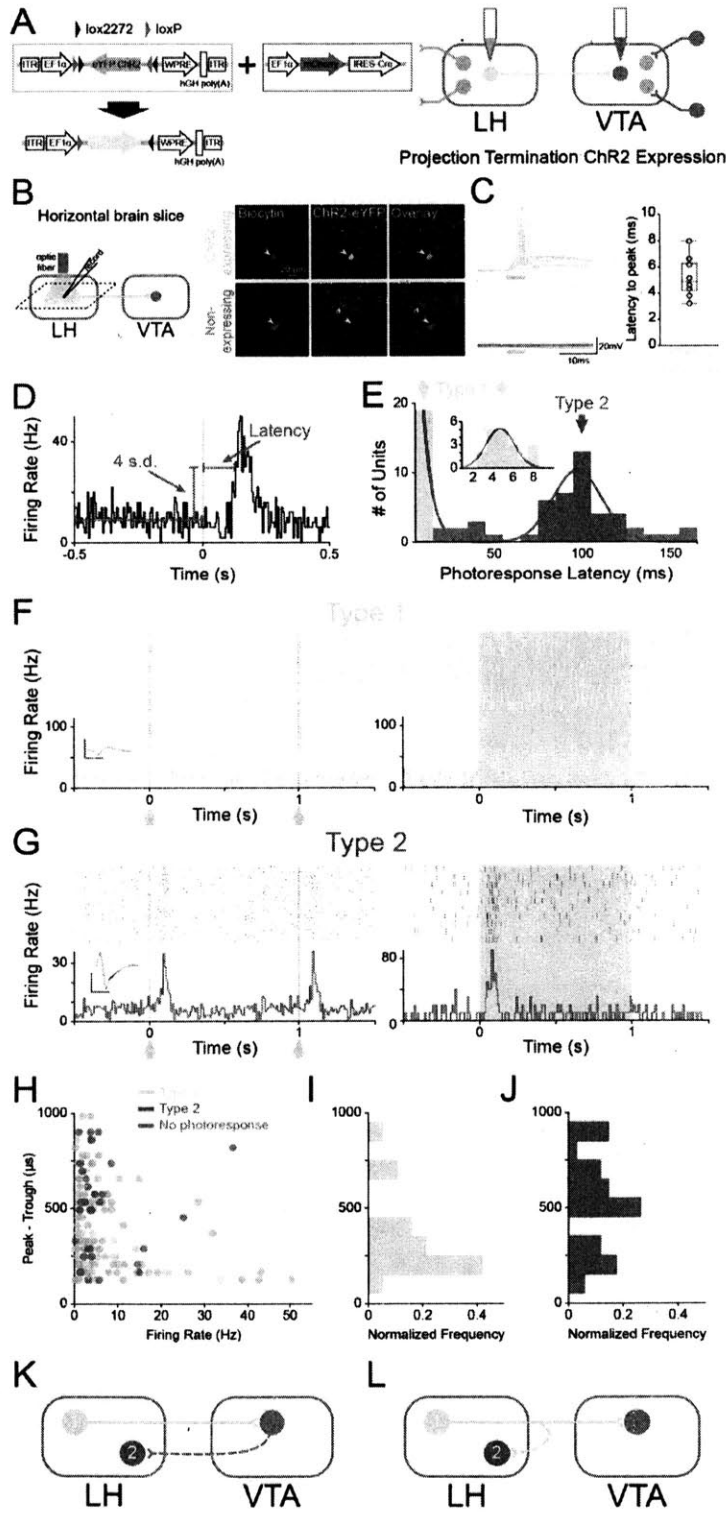 A
lox2272 loxP
ITR EF1α eYFP ChR2 WPRE ITR
hGH poly(A)
+
EF1α mCherry IRES-Cre
ITR EF1α WPRE ITR
hGH poly(A)
LH VTA
Projection Termination ChR2 Expression
B
Horizontal brain slice
optic
fiber
record
LH VTA
Biocytin ChR2-eYFP Overlay
expressing
Non-
expressing
C
20mV
10ms
Latency to peak (ms)
10
8
6
4
2
0
D
Firing Rate (Hz)
40
0
4 s.d.
Latency
-0.5 0 0.5
Time (s)
E
Type 2
# of Units
20
10
0
6
3
0
2 4 6 8
50 100 150
Photoresponse Latency (ms)
F
Type 1
Firing Rate (Hz)
100
0
0 1
Time (s)
100
0
0 1
Time (s)
G
Type 2
Firing Rate (Hz)
30
0
0 1
Time (s)
80
0
0 1
Time (s)
H
Type 2
No photoresponse
Peak - Trough (µs)
1000
500
0
0 10 20 30 40 50
Firing Rate (Hz)
I
1000
500
0
0 0.2 0.4
Normalized Frequency
J
1000
500
0
0 0.2 0.4
Normalized Frequency
K
2
LH VTA
L
2
LH VTA